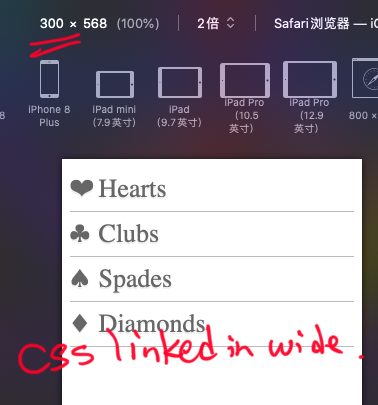 300 × 568 (100%) 2倍 Safari浏览器 — iO
8 iPhone 8 Plus iPad mini (7.9英寸) iPad (9.7英寸) iPad Pro (10.5 英寸) iPad Pro (12.9 英寸) 800 ×
❤ Hearts
♣ Clubs
♠ Spades
♦ Diamonds
CSS linked in wide.